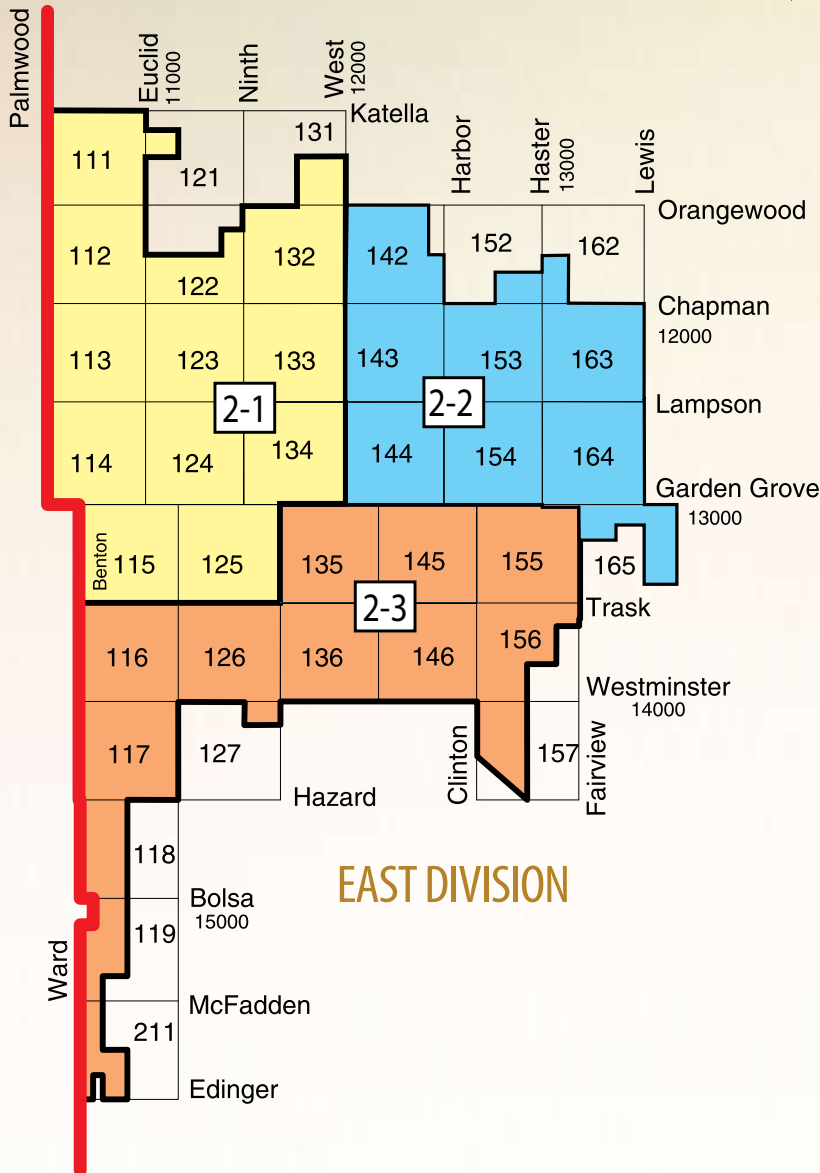 Palmwood
Euclid
11000
Ninth
West
12000
Katella
Harbor
Haster
13000
Lewis
111
121
131
Orangewood
112
122
132
142
152
162
Chapman
12000
113
123
133
143
153
163
2-1
2-2
Lampson
114
124
134
144
154
164
Garden Grove
13000
Benton
115
125
135
145
155
165
2-3
Trask
116
126
136
146
156
Westminster
14000
117
127
Clinton
157
Fairview
Hazard
118
EAST DIVISION
Bolsa
15000
119
Ward
McFadden
211
Edinger